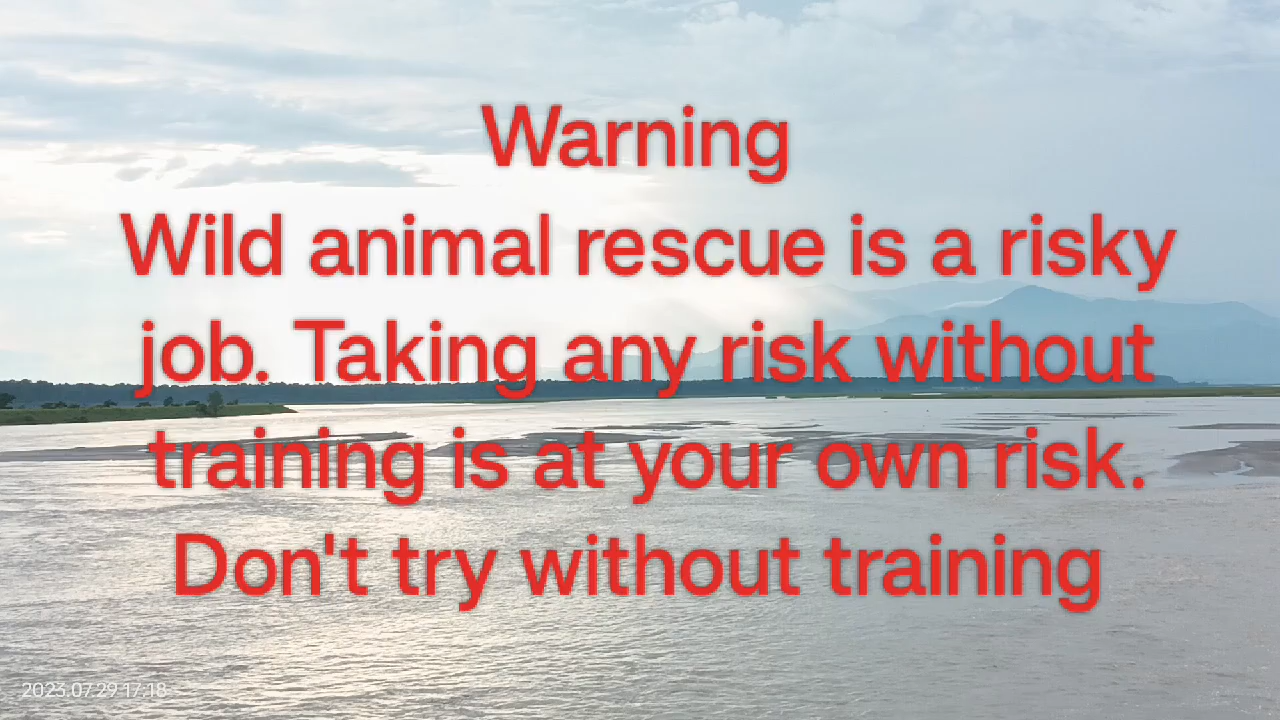 Warning
Wild animal rescue is a risky
job. Taking any risk without
training is at your own risk.
Don't try without training
2023.07.29 17:18